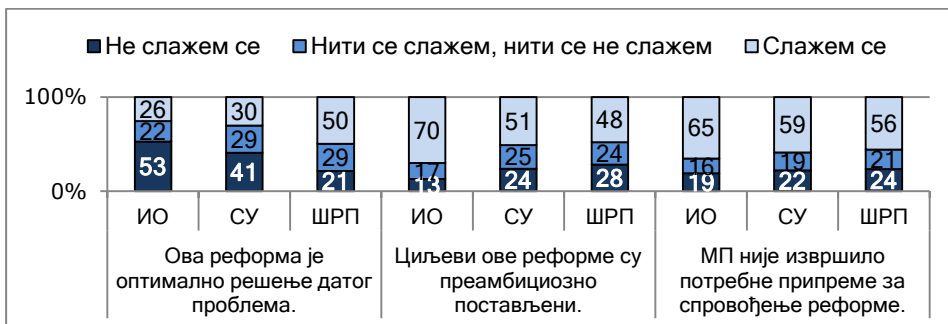 Не слажем се Нити се слажем, нити се не слажем Слажем се
100%
26 30 50 70 51 48 65 59 56
22 29 29 17 25 24 16 19 21
53 41 21 13 24 28 19 22 24
0%
ИО СУ ШРП ИО СУ ШРП ИО СУ ШРП
Ова реформа је
оптимално решење датог
проблема.
Циљеви ове реформе су
преамбициозно
постављени.
МП није извршило
потребне припреме за
спровођење реформе.